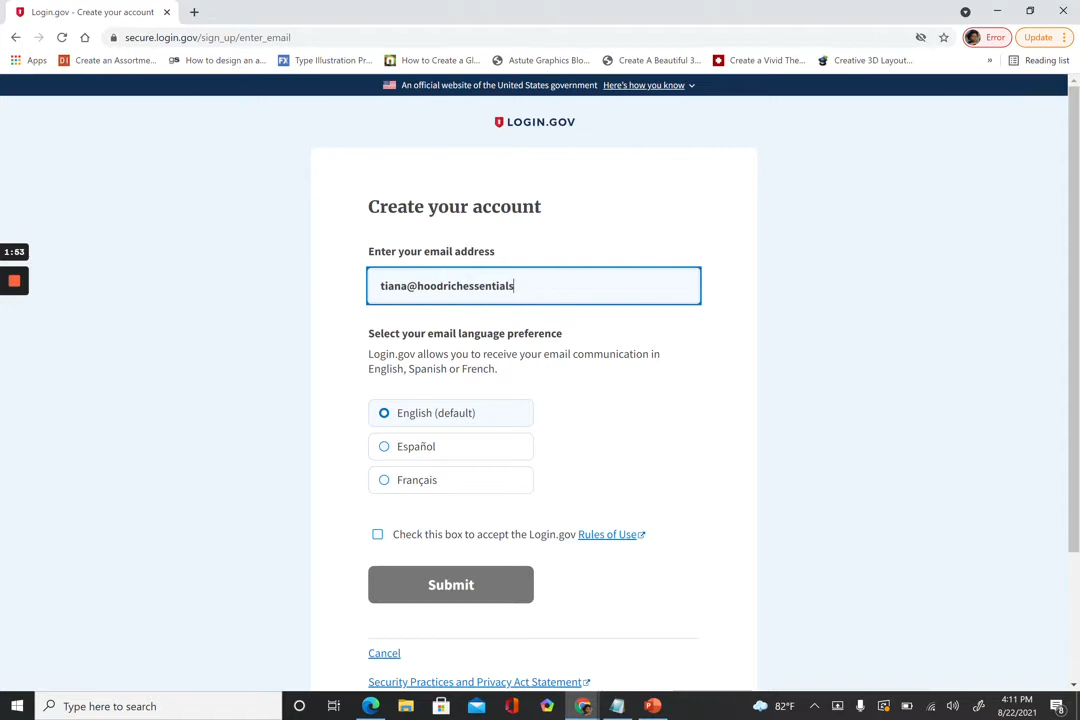 Login.gov - Create your account
secure.login.gov/sign_up/enter_email
Error
Update
Apps
Create an Assortme...
How to design an a...
Type Illustration Pr...
How to Create a Gl...
Astute Graphics Blo...
Create A Beautiful 3...
Create a Vivid The...
Creative 3D Layout...
»
Reading list
An official website of the United States government Here's how you know
LOGIN.GOV
Create your account
Enter your email address
1:53
tiana@hoodrichessentials
Select your email language preference
Login.gov allows you to receive your email communication in
English, Spanish or French.
English (default)
Español
Français
Check this box to accept the Login.gov Rules of Use
Submit
Cancel
Security Practices and Privacy Act Statement
Type here to search
82°F
4:11 PM
8/22/2021
8